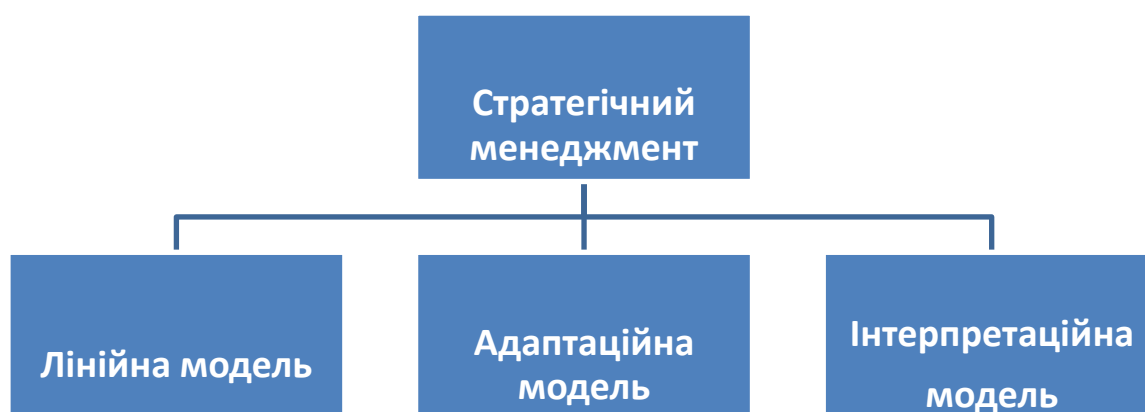 Стратегічний
менеджмент
Лінійна модель
Адаптаційна
модель
Інтерпретаційна
модель